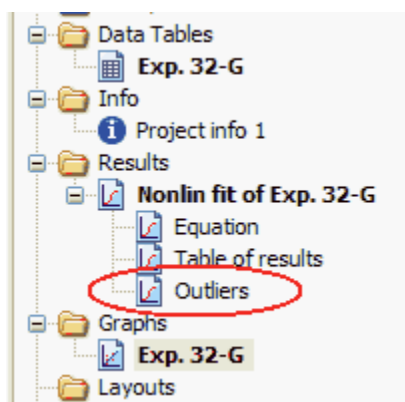 Data Tables
Exp. 32-G
Info
Project info 1
Results
Nonlin fit of Exp. 32-G
Equation
Table of results
Outliers
Graphs
Exp. 32-G
Layouts